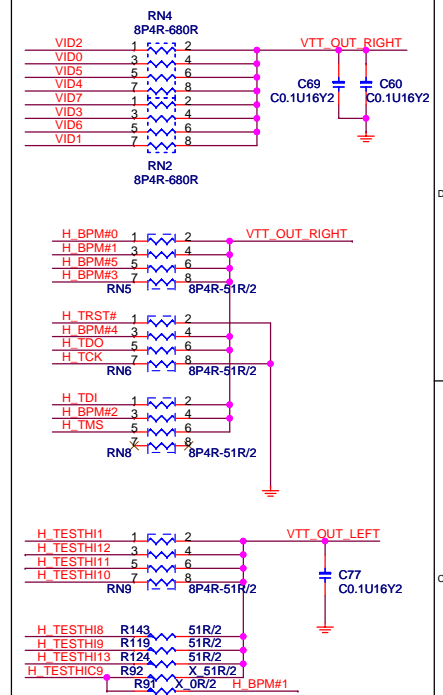 RN4
8P4R-680R
VID2 1 2 VTT_OUT_RIGHT
VID0 3 4
VID5 5 6
VID4 7 8
VID7 1 2
VID3 3 4
VID6 5 6
VID1 7 8
C69 C60
C0.1U16Y2 C0.1U16Y2
RN2
8P4R-680R
D
H_BPM#0 1 2 VTT_OUT_RIGHT
H_BPM#1 3 4
H_BPM#5 5 6
H_BPM#3 7 8
RN5 8P4R-51R/2
H_TRST# 1 2
H_BPM#4 3 4
H_TDO 5 6
H_TCK 7 8
RN6 8P4R-51R/2
H_TDI 1 2
H_BPM#2 3 4
H_TMS 5 6
7 8
RN8 8P4R-51R/2
H_TESTHI1 1 2 VTT_OUT_LEFT
H_TESTHI12 3 4
H_TESTHI11 5 6
H_TESTHI10 7 8
RN9 8P4R-51R/2
C77
C0.1U16Y2
C
H_TESTHI8 R143 51R/2
H_TESTHI9 R119 51R/2
H_TESTHI13 R124 51R/2
H_TESTHIC9 R92 X_51R/2
R91 X_0R/2 H_BPM#1